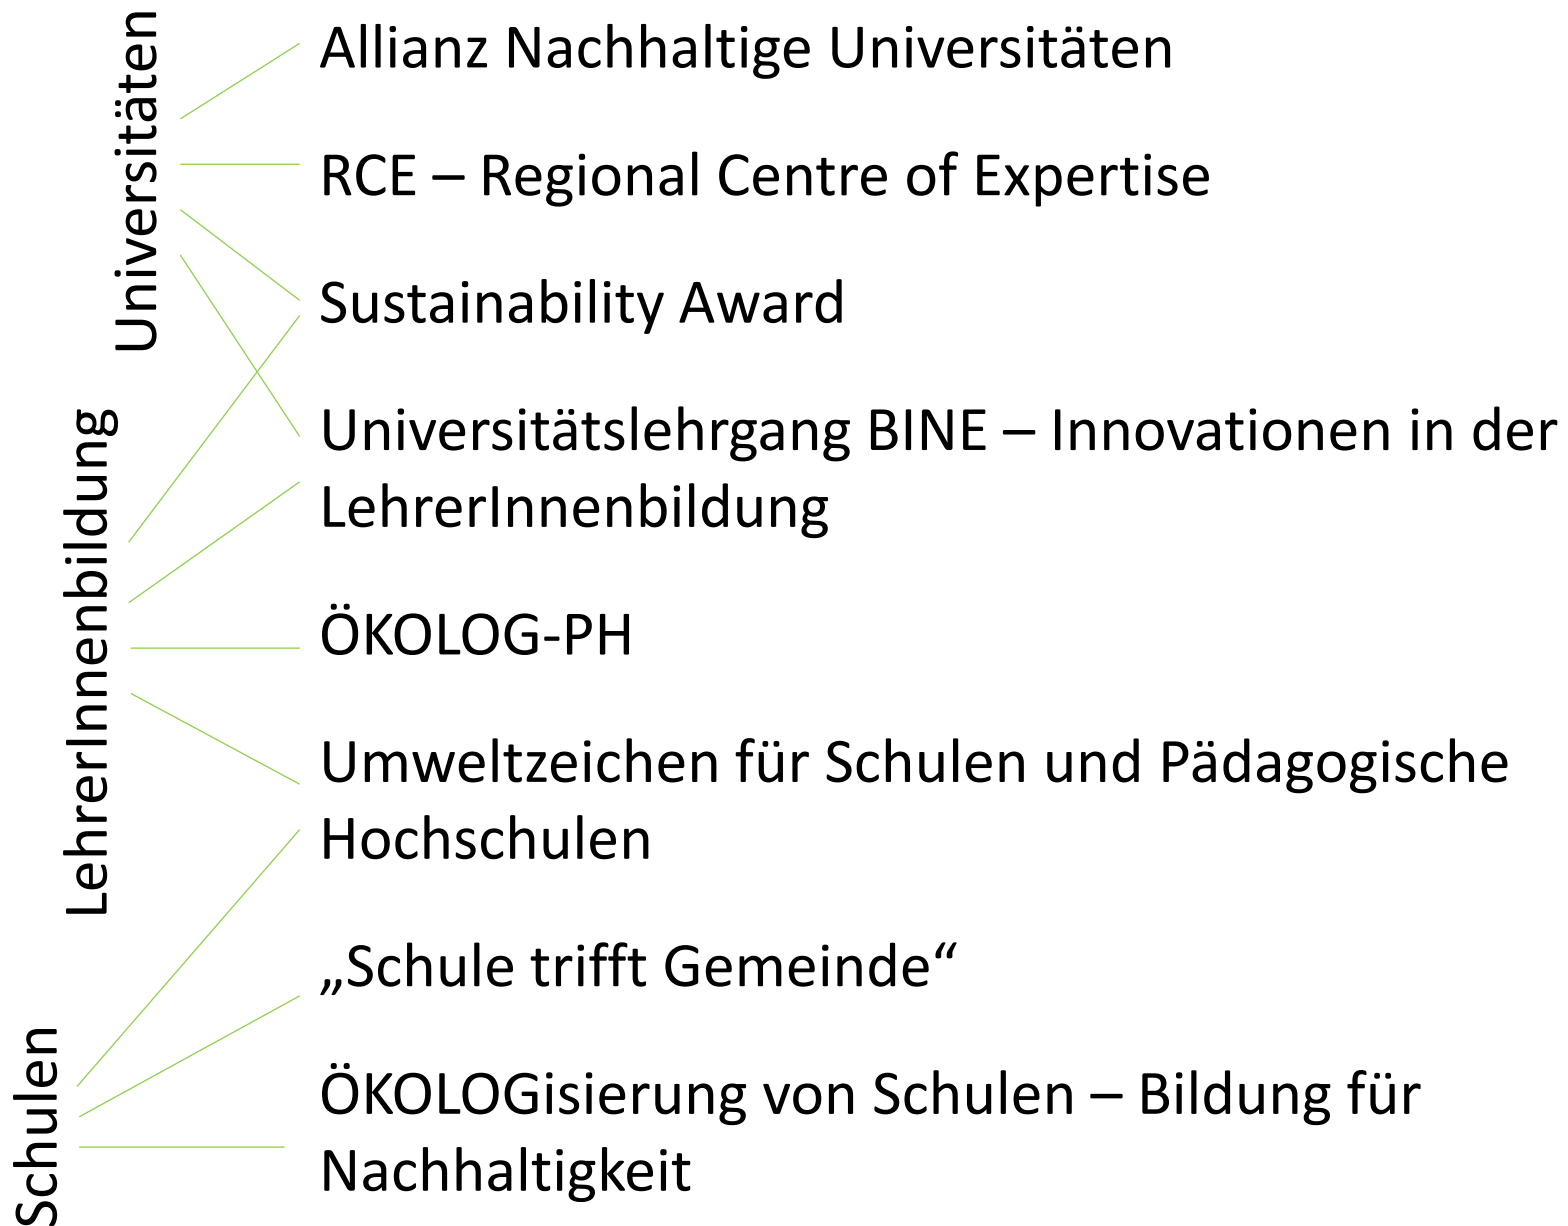 Universitäten
LehrerInnenbildung
Schulen
Allianz Nachhaltige Universitäten
RCE – Regional Centre of Expertise
Sustainability Award
Universitätslehrgang BINE – Innovationen in der
LehrerInnenbildung
ÖKOLOG-PH
Umweltzeichen für Schulen und Pädagogische
Hochschulen
„Schule trifft Gemeinde“
ÖKOLOGisierung von Schulen – Bildung für
Nachhaltigkeit